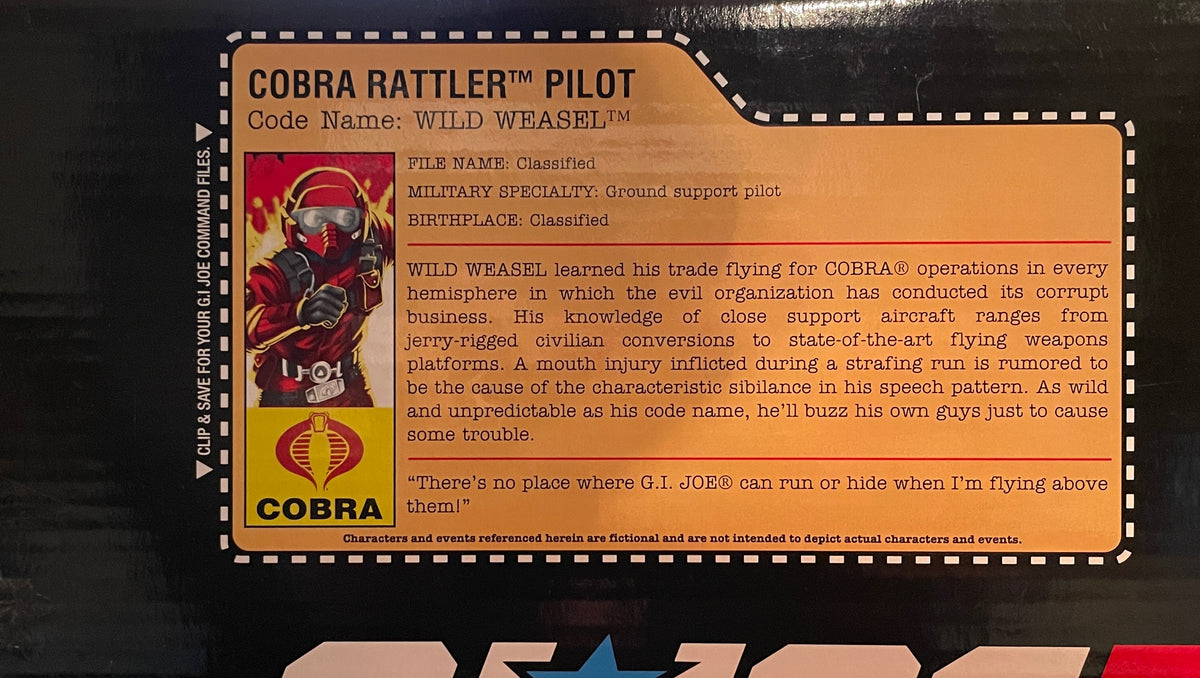 COBRA RATTLER™ PILOT
Code Name: WILD WEASEL™
▼ CLIP & SAVE FOR YOUR G.I JOE COMMAND FILES. ▼
FILE NAME: Classified
MILITARY SPECIALTY: Ground support pilot
BIRTHPLACE: Classified
WILD WEASEL learned his trade flying for COBRA® operations in every
hemisphere in which the evil organization has conducted its corrupt
business. His knowledge of close support aircraft ranges from
jerry-rigged civilian conversions to state-of-the-art flying weapons
platforms. A mouth injury inflicted during a strafing run is rumored to
be the cause of the characteristic sibilance in his speech pattern. As wild
and unpredictable as his code name, he’ll buzz his own guys just to cause
some trouble.
COBRA
“There’s no place where G.I. JOE® can run or hide when I’m flying above
them!”
Characters and events referenced herein are fictional and are not intended to depict actual characters and events.